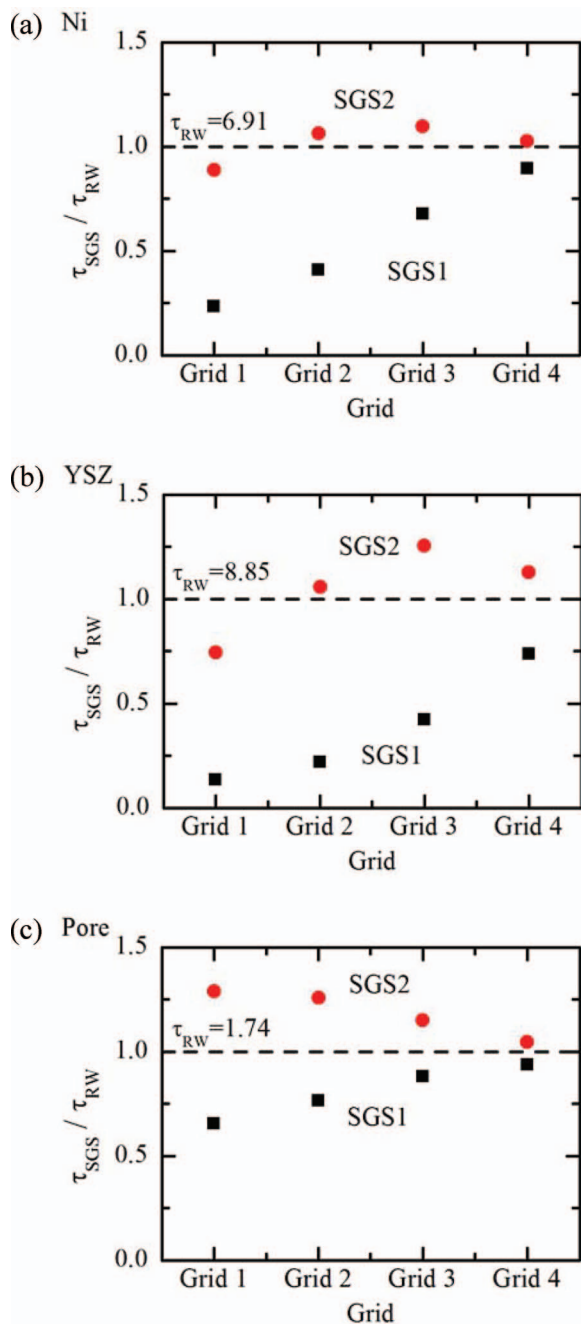 (a) Ni
1.5
SGS2
τRW=6.91
1.0
τSGS / τRW
0.5
SGS1
0.0
Grid 1 Grid 2 Grid 3 Grid 4
Grid
(b) YSZ
1.5
SGS2
τRW=8.85
1.0
τSGS / τRW
0.5
SGS1
0.0
Grid 1 Grid 2 Grid 3 Grid 4
Grid
(c) Pore
1.5
SGS2
τRW=1.74
1.0
τSGS / τRW
SGS1
0.5
0.0
Grid 1 Grid 2 Grid 3 Grid 4
Grid